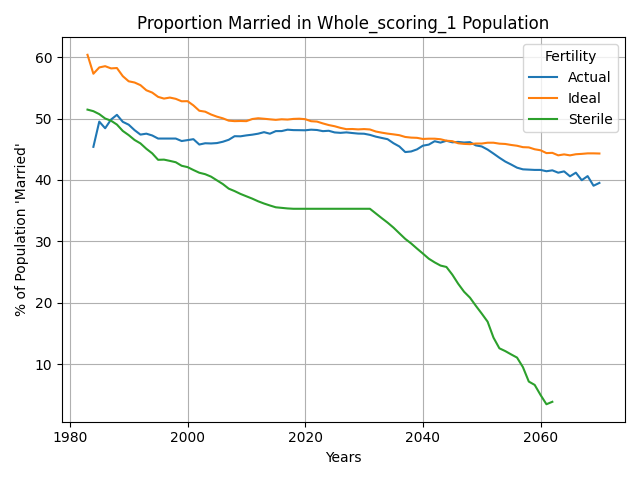 Proportion Married in Whole_scoring_1 Population
% of Population 'Married'
60
50
40
30
20
10
Fertility
Actual
Ideal
Sterile
1980 2000 2020 2040 2060
Years